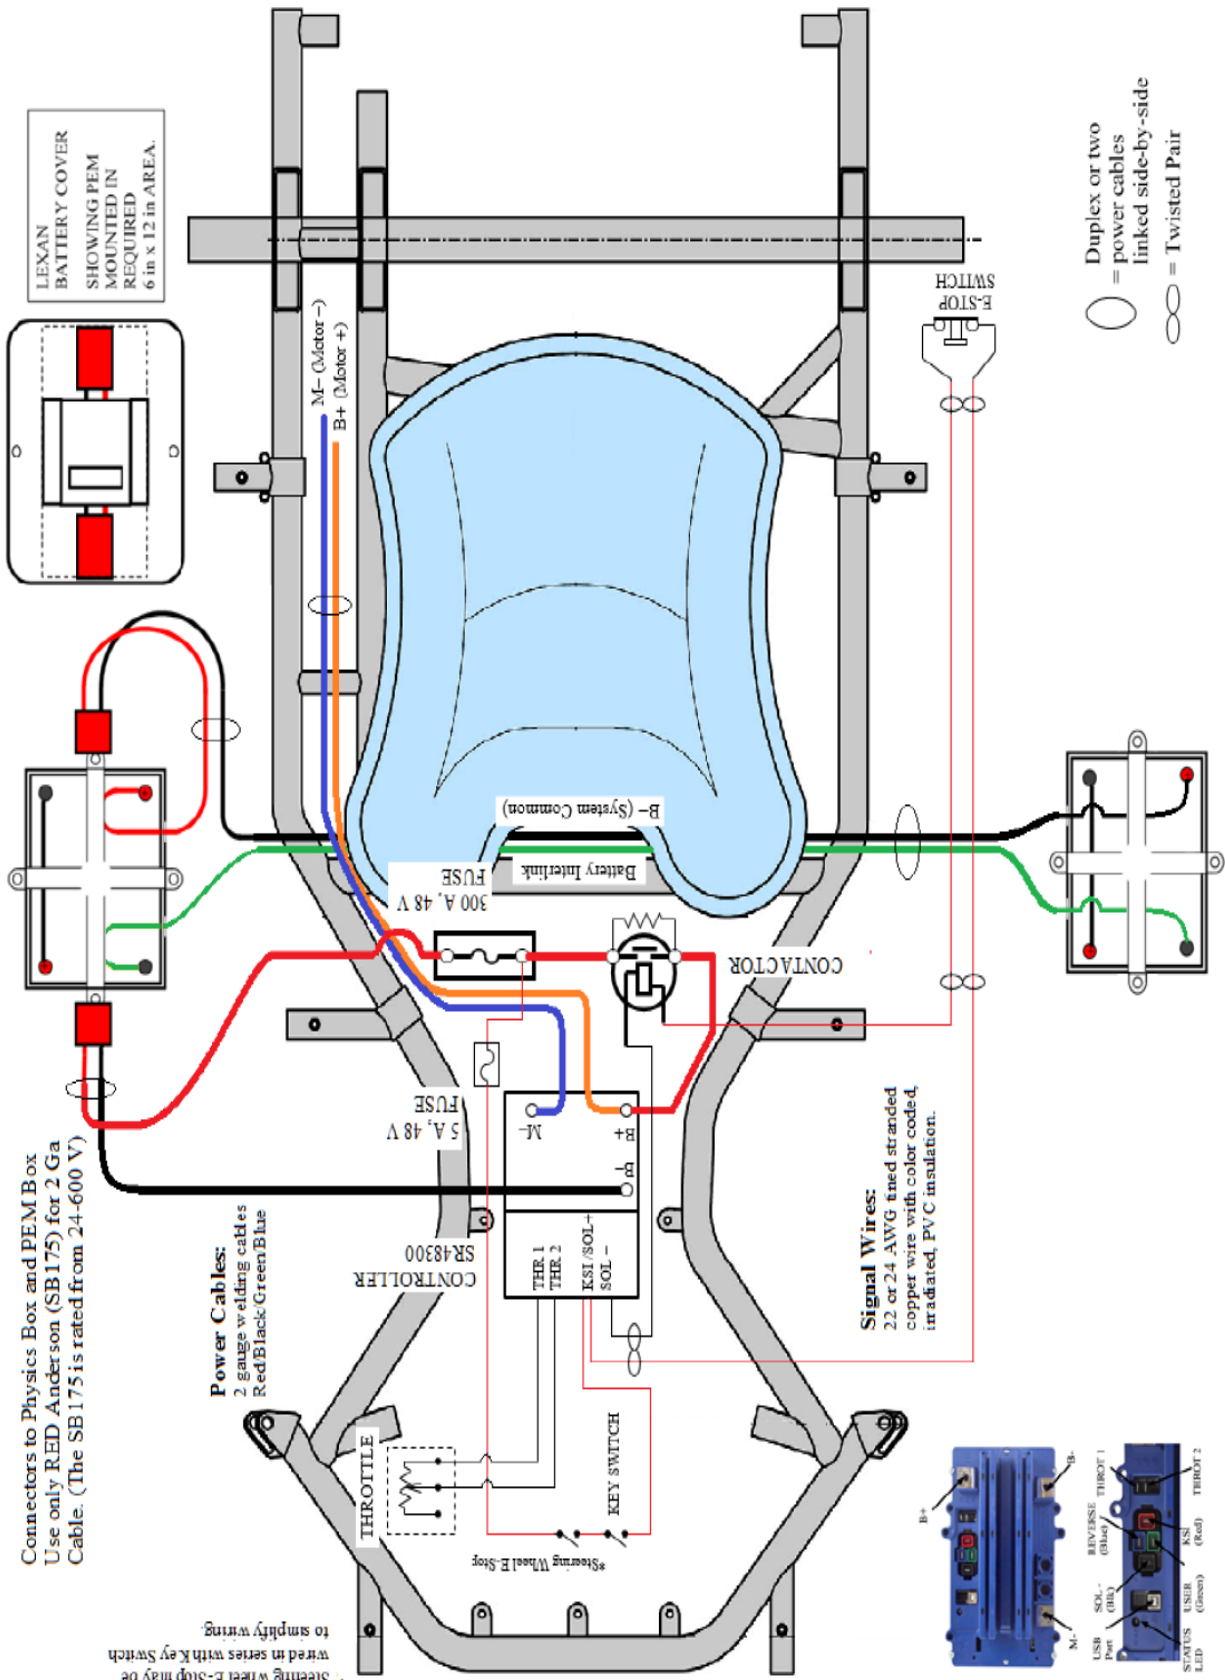 LEXAN
BATTERY COVER
SHOWING PEM
MOUNTED IN
REQUIRED
6 in x 12 in AREA.
M– (Motor –)
B+ (Motor +)
E-STOP
SWITCH
Duplex or two
= power cables
linked side-by-side
= Twisted Pair
B– (System Common)
Battery Interlink
300 A, 48 V
FUSE
CONTACTOR
5 A, 48 V
FUSE
M–
B+
B–
CONTROLLER
SR48300
THR 1
THR 2
KSI/SOL+
SOL –
Connectors to Physics Box and PEM Box
Use only RED Anderson (SB175) for 2 Ga
Cable. (The SB175 is rated from 24-600 V)
Power Cables:
2 gauge welding cables
Red/Black/Green/Blue
Signal Wires:
22 or 24 AWG tined stranded
copper wire with color coded,
irradiated, PVC insulation.
THROTTLE
KEY SWITCH
*Steering Wheel E-Stop
Steering Wheel E-Stop may be
wired in series with Key Switch
to simplify wiring.
B+
B-
M-
REVERSE
(Blue)
THROT 1
SOL -
(Blk)
KSI
(Red)
THROT 2
USB
Port
STATUS
LED
USER
(Green)